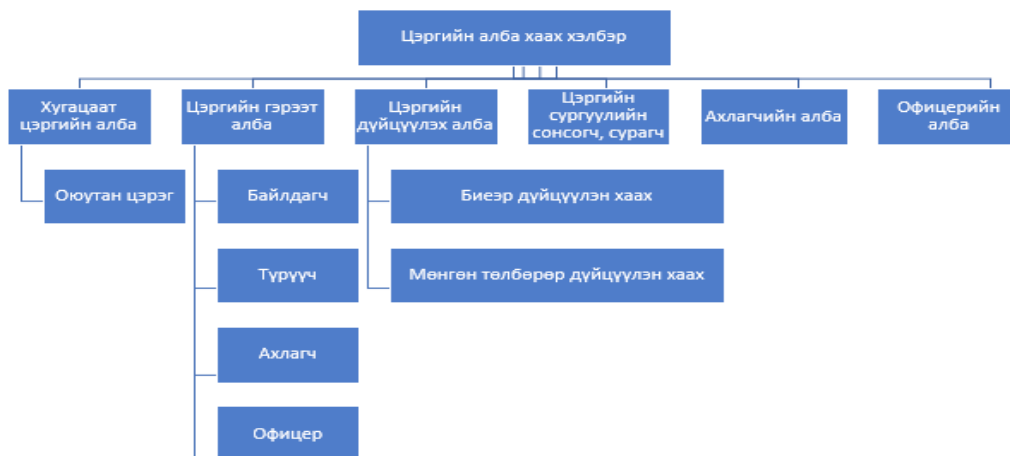 Цэргийн алба хаах хэлбэр
Хугацаат
цэргийн алба
Цэргийн гэрээт
алба
Цэргийн
дүйцүүлэх алба
Цэргийн
сургуулийн
сонсогч, сурагч
Ахлагчийн алба
Офицерийн
алба
Оюутан цэрэг
Байлдагч
Түрүүч
Ахлагч
Офицер
Биеэр дүйцүүлэн хаах
Мөнгөн төлбөрөр дүйцүүлэн хаах